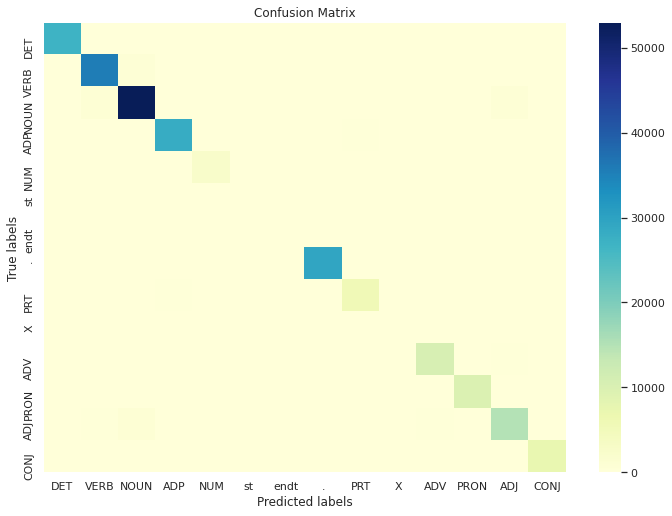 Confusion Matrix
DET
VERB
NOUN
ADP
NUM
st
endt
.
PRT
X
ADV
PRON
ADJ
CONJ
True labels
DET VERB NOUN ADP NUM st endt . PRT X ADV PRON ADJ CONJ
Predicted labels
50000
40000
30000
20000
10000
0